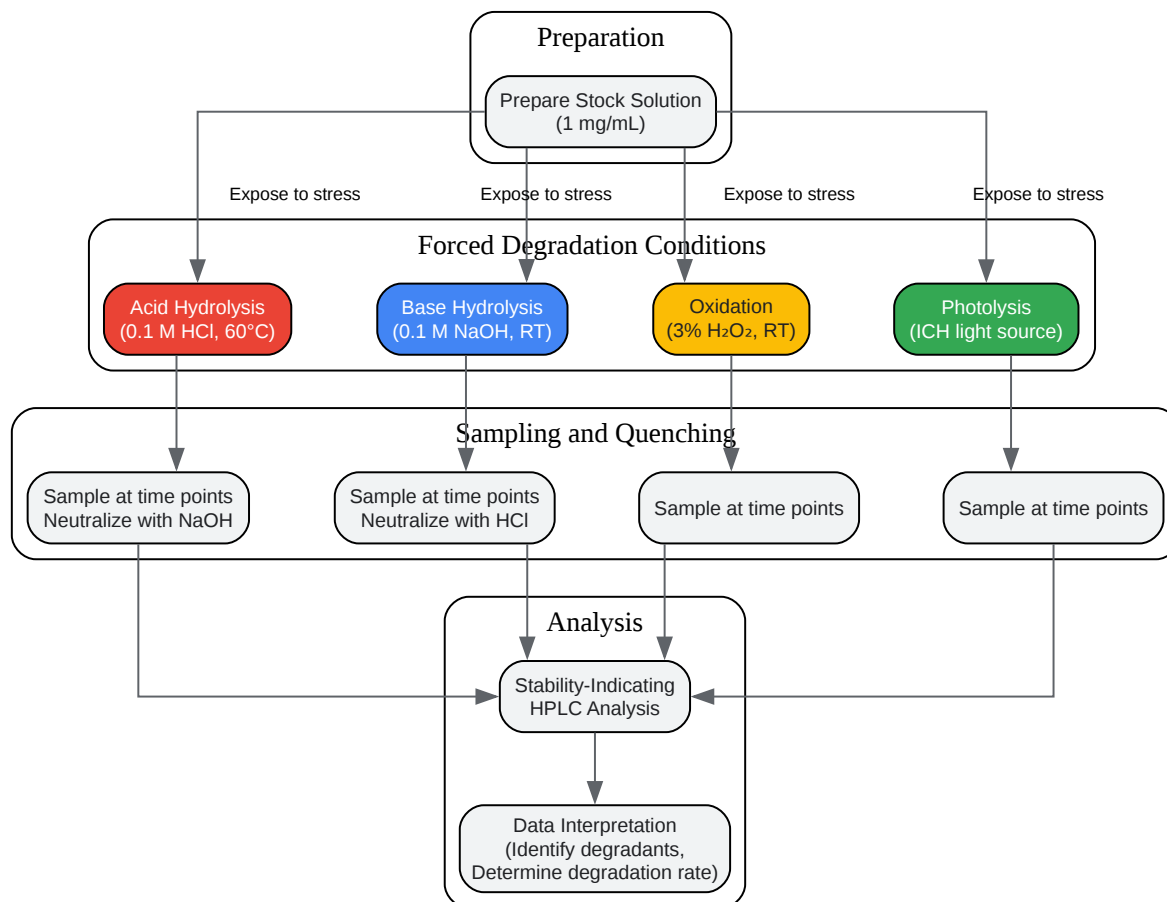 Preparation
Prepare Stock Solution
(1 mg/mL)
Expose to stress
Expose to stress
Expose to stress
Expose to stress
Forced Degradation Conditions
Acid Hydrolysis
(0.1 M HCl, 60°C)
Base Hydrolysis
(0.1 M NaOH, RT)
Oxidation
(3% H₂O₂, RT)
Photolysis
(ICH light source)
Sampling and Quenching
Sample at time points
Neutralize with NaOH
Sample at time points
Neutralize with HCl
Sample at time points
Sample at time points
Analysis
Stability-Indicating
HPLC Analysis
Data Interpretation
(Identify degradants,
Determine degradation rate)